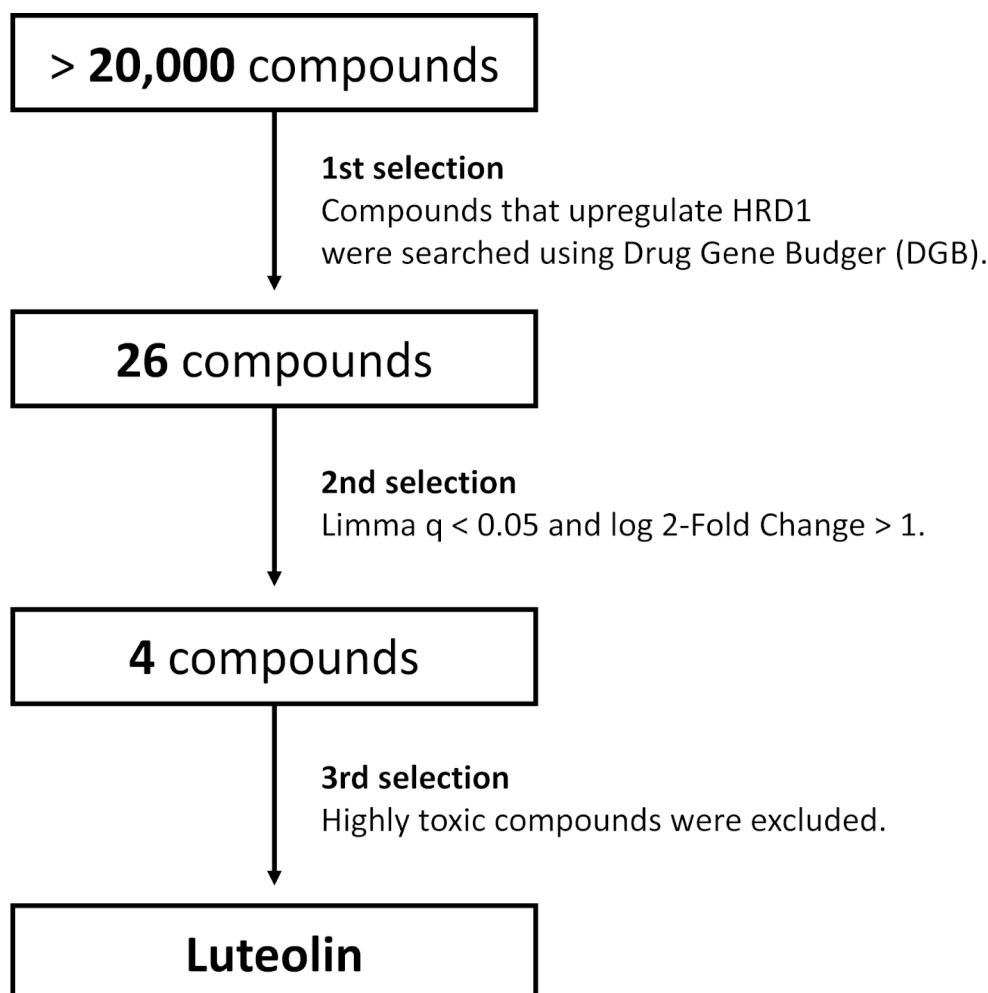 > 20,000 compounds
1st selection
Compounds that upregulate HRD1
were searched using Drug Gene Budger (DGB).
26 compounds
2nd selection
Limma q < 0.05 and log 2-Fold Change > 1.
4 compounds
3rd selection
Highly toxic compounds were excluded.
Luteolin